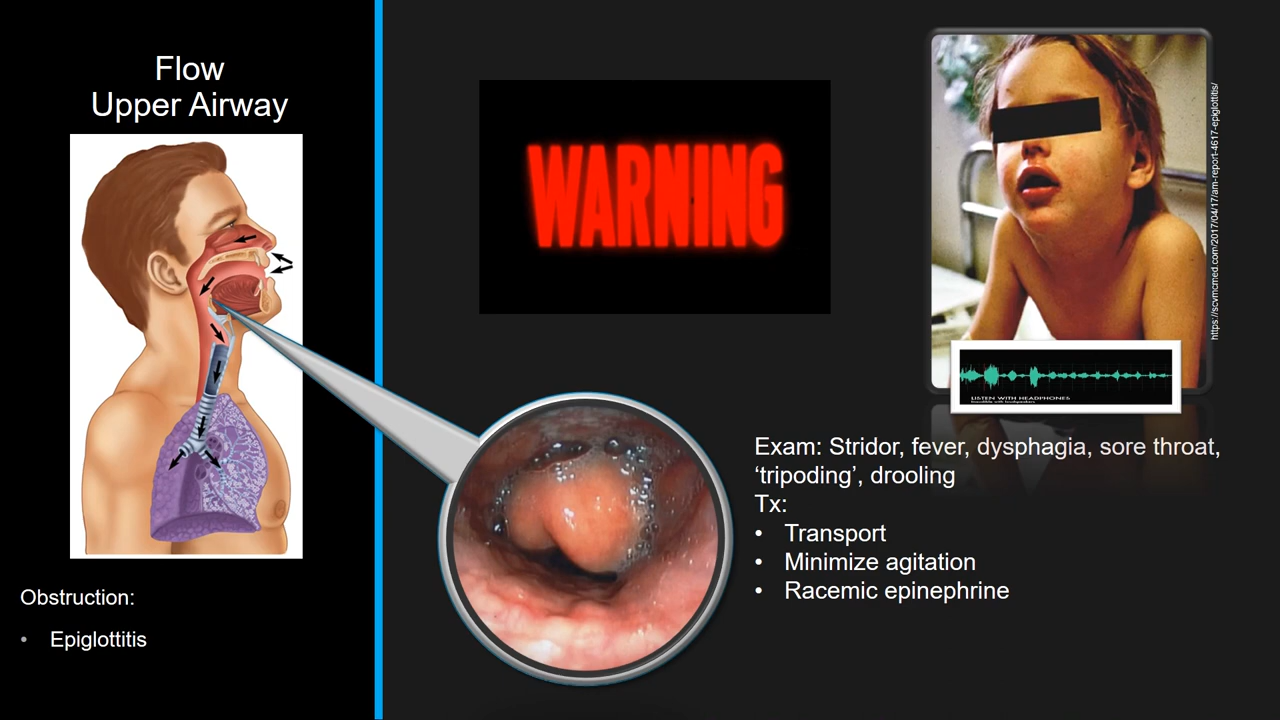 Flow
Upper Airway
WARNING
https://scvmcmed.com/2017/04/17/am-report-4617-epiglottitis/
LISTEN WITH HEADPHONES
Exam: Stridor, fever, dysphagia, sore throat,
‘tripoding’, drooling
Tx:
• Transport
• Minimize agitation
• Racemic epinephrine
Obstruction:
• Epiglottitis